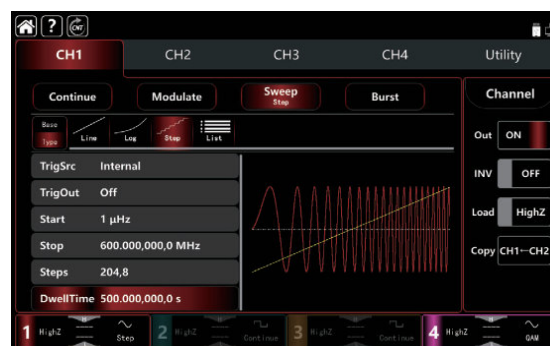 ? CNT
CH1 CH2 CH3 CH4 Utility
Continue Modulate Sweep Burst Channel
Step
Base
Type Line Log Step List
Out ON
TrigSrc Internal
INV OFF
TrigOut Off
Start 1 μHz
Load HighZ
Stop 600.000,000,0 MHz
Copy CH1←CH2
Steps 204,8
DwellTime 500.000,000,0 s
1 HighZ Step 2 HighZ Continue 3 HighZ Continue 4 HighZ QAM